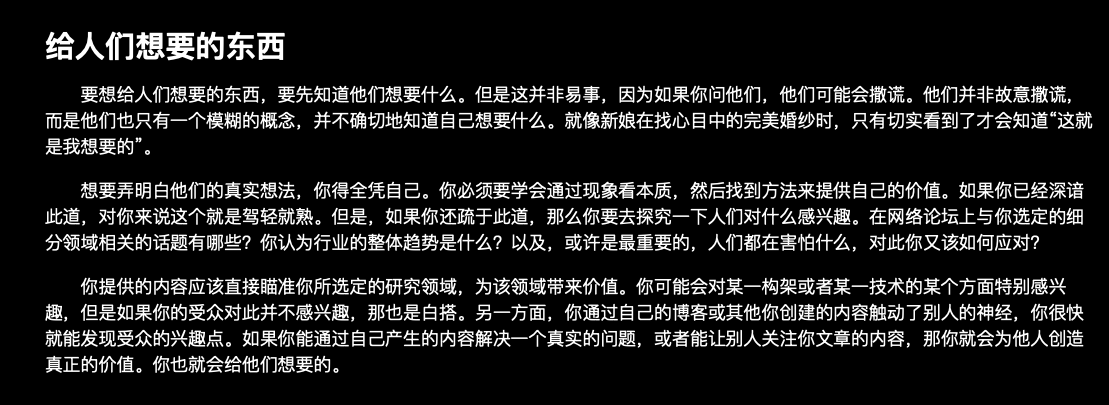 给人们想要的东西
要想给人们想要的东西，要先知道他们想要什么。但是这并非易事，因为如果你问他们，他们可能会撒谎。他们并非故意撒谎，
而是他们也只有一个模糊的概念，并不确切地知道自己想要什么。就像新娘在找心目中的完美婚纱时，只有切实看到了才会知道“这就
是我想要的”。
想要弄明白他们的真实想法，你得全凭自己。你必须要学会通过现象看本质，然后找到方法来提供自己的价值。如果你已经深谙
此道，对你来说这个就是驾轻就熟。但是，如果你还疏于此道，那么你要去探究一下人们对什么感兴趣。在网络论坛上与你选定的细
分领域相关的话题有哪些？你认为行业的整体趋势是什么？以及，或许是最重要的，人们都在害怕什么，对此你又该如何应对？
你提供的内容应该直接瞄准你所选定的研究领域，为该领域带来价值。你可能会对某一构架或者某一技术的某个方面特别感兴
趣，但是如果你的受众对此并不感兴趣，那也是白搭。另一方面，你通过自己的博客或其他你创建的内容触动了别人的神经，你很快
就能发现受众的兴趣点。如果你能通过自己产生的内容解决一个真实的问题，或者能让别人关注你文章的内容，那你就会为他人创造
真正的价值。你也就会给他们想要的。